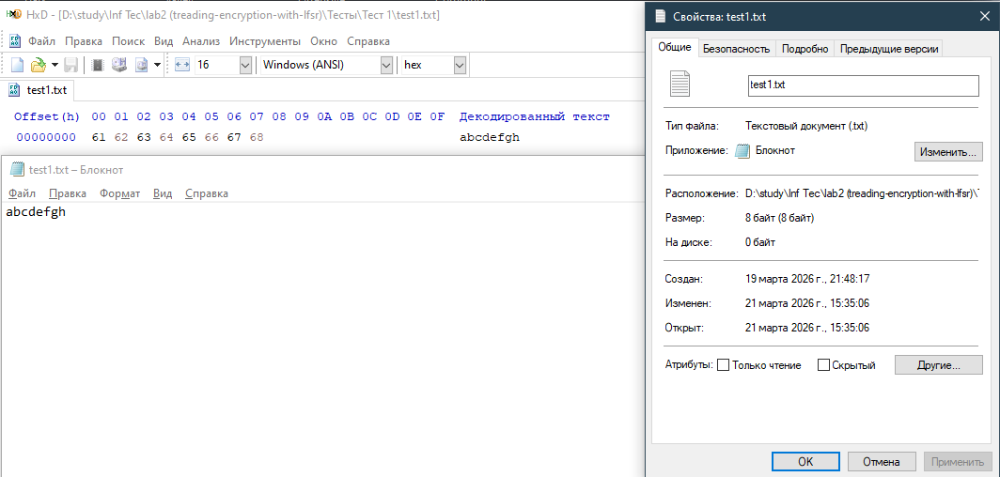 HxD - [D:\study\Inf Tec\lab2 (treading-encryption-with-lfsr)\Тесты\Тест 1\test1.txt]
Файл Правка Поиск Вид Анализ Инструменты Окно Справка
16 Windows (ANSI) hex
test1.txt
Offset(h) 00 01 02 03 04 05 06 07 08 09 0A 0B 0C 0D 0E 0F Декодированный текст
00000000 61 62 63 64 65 66 67 68 abcdefgh
test1.txt – Блокнот
Файл Правка Формат Вид Справка
abcdefgh
Свойства: test1.txt
Общие Безопасность Подробно Предыдущие версии
test1.txt
Тип файла: Текстовый документ (.txt)
Приложение: Блокнот Изменить...
Расположение: D:\study\Inf Tec\lab2 (treading-encryption-with-lfsr)\
Размер: 8 байт (8 байт)
На диске: 0 байт
Создан: 19 марта 2026 г., 21:48:17
Изменен: 21 марта 2026 г., 15:35:06
Открыт: 21 марта 2026 г., 15:35:06
Атрибуты: Только чтение Скрытый Другие...
OK Отмена Применить